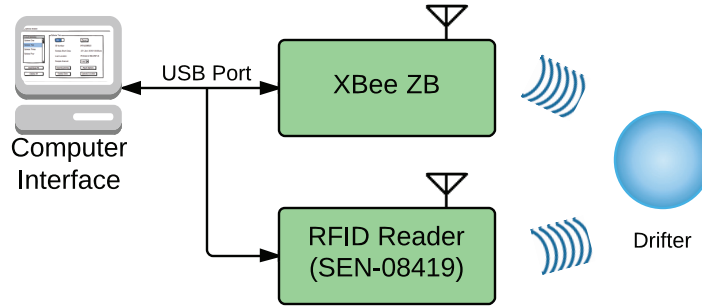 USB Port
XBee ZB
Computer
Interface
RFID Reader
(SEN-08419)
Drifter